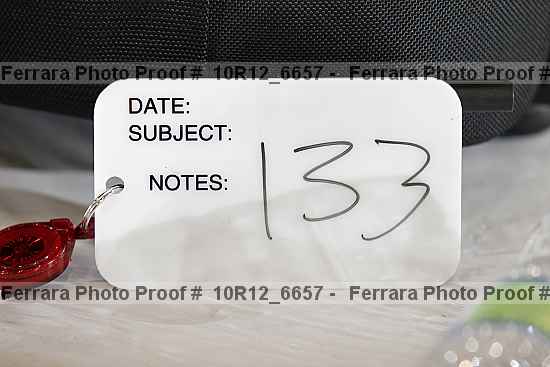 Ferrara Photo Proof # 10R12_6657 - Ferrara Photo Proof #
DATE:
SUBJECT:
133
NOTES:
Ferrara Photo Proof # 10R12_6657 - Ferrara Photo Proof #